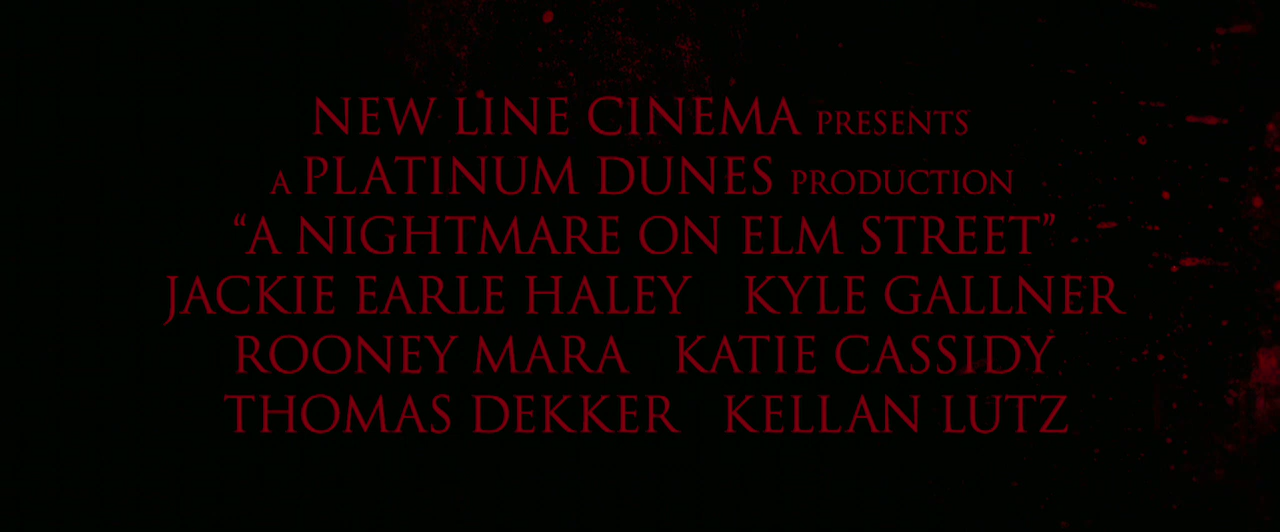 NEW LINE CINEMA PRESENTS
A PLATINUM DUNES PRODUCTION
“A NIGHTMARE ON ELM STREET”
JACKIE EARLE HALEY KYLE GALLNER
ROONEY MARA KATIE CASSIDY
THOMAS DEKKER KELLAN LUTZ